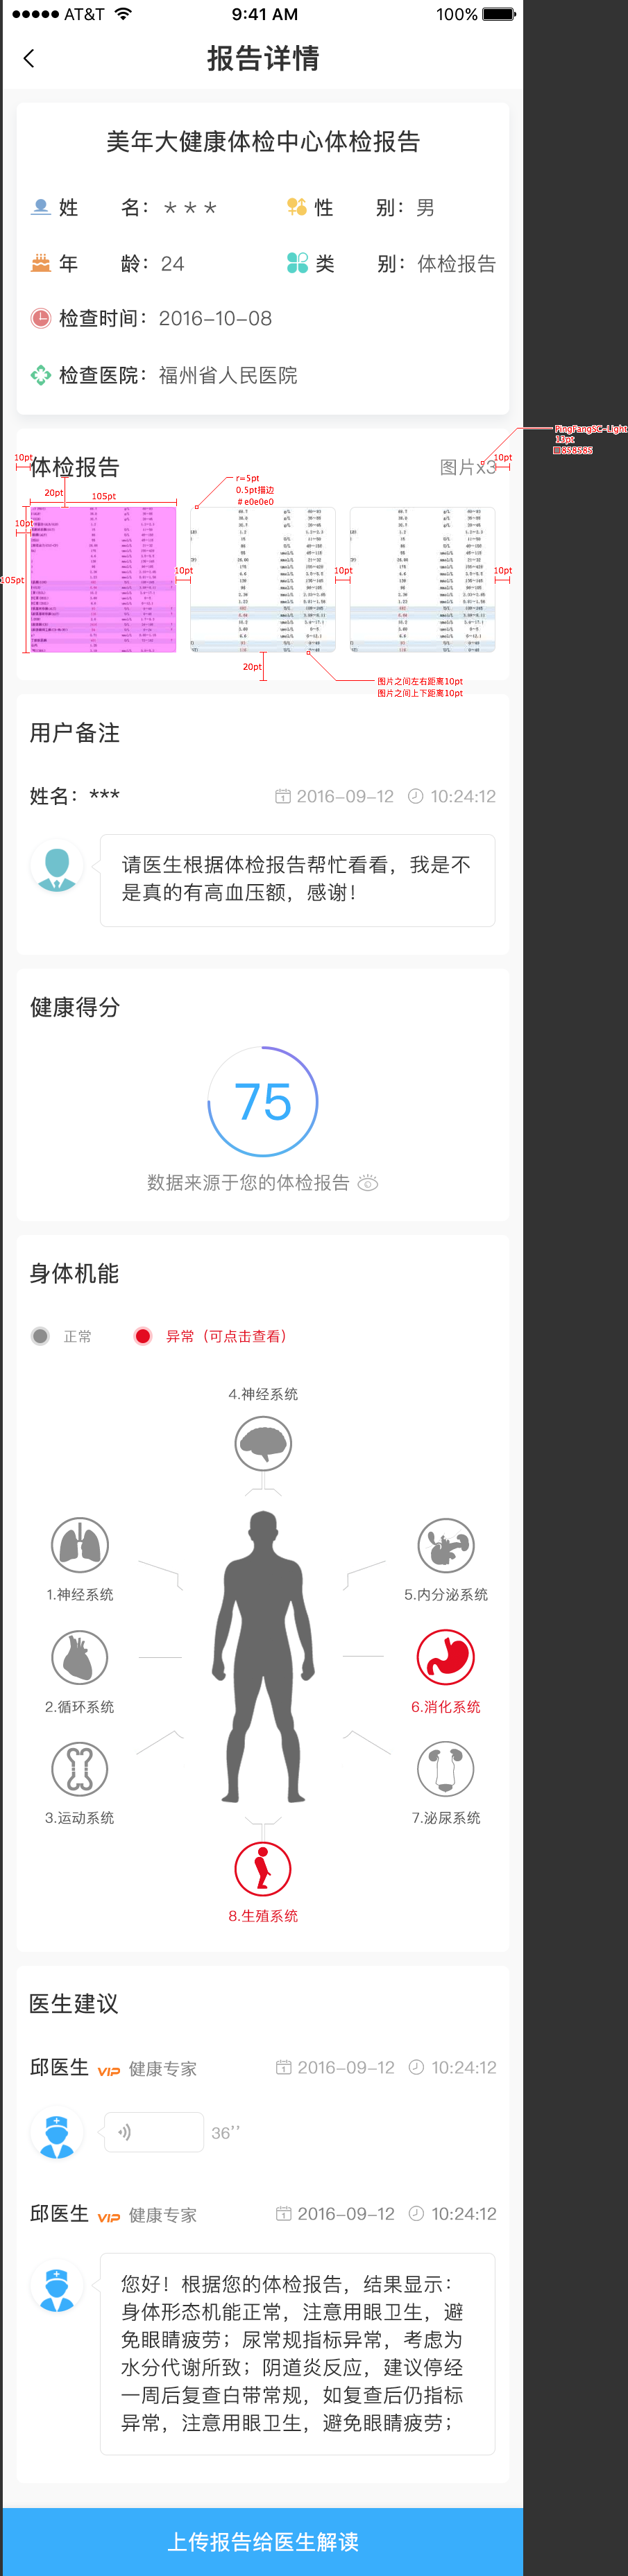 AT&T 9:41 AM 100%
报告详情
美年大健康体检中心体检报告
姓 名：＊＊＊ 性 别：男
年 龄：24 类 别：体检报告
检查时间：2016-10-08
检查医院：福州省人民医院
PingFangSC-Light
13pt
858585
体检报告 图片x3
10pt 10pt
20pt 105pt
r=5pt
0.5pt描边
# e0e0e0
10pt
105pt 10pt 10pt 10pt
20pt
图片之间左右距离10pt
图片之间上下距离10pt
用户备注
姓名：*** 2016-09-12 10:24:12
请医生根据体检报告帮忙看看，我是不
是真的有高血压额，感谢！
健康得分
75
数据来源于您的体检报告
身体机能
正常 异常（可点击查看）
4.神经系统
1.神经系统 5.内分泌系统
2.循环系统 6.消化系统
3.运动系统 7.泌尿系统
8.生殖系统
医生建议
邱医生 VIP 健康专家 2016-09-12 10:24:12
36’’
邱医生 VIP 健康专家 2016-09-12 10:24:12
您好！根据您的体检报告，结果显示：
身体形态机能正常，注意用眼卫生，避
免眼睛疲劳；尿常规指标异常，考虑为
水分代谢所致；阴道炎反应，建议停经
一周后复查白带常规，如复查后仍指标
异常，注意用眼卫生，避免眼睛疲劳；
上传报告给医生解读